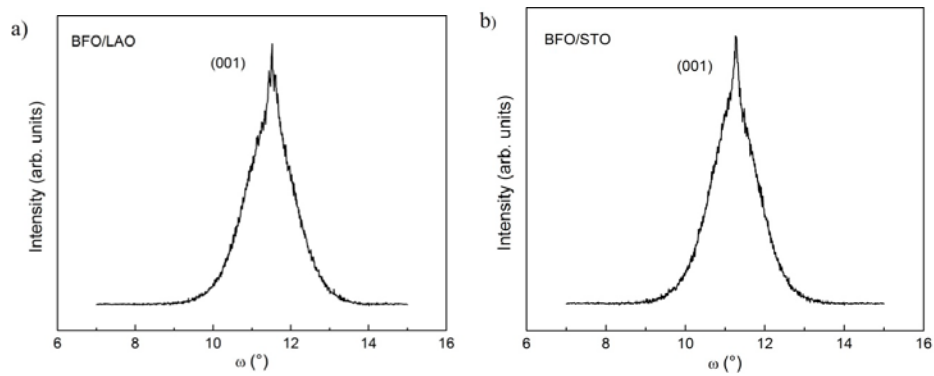 a)
BFO/LAO
(001)
Intensity (arb. units)
6 8 10 12 14 16
ω (°)
b)
BFO/STO
(001)
Intensity (arb. units)
6 8 10 12 14 16
ω (°)